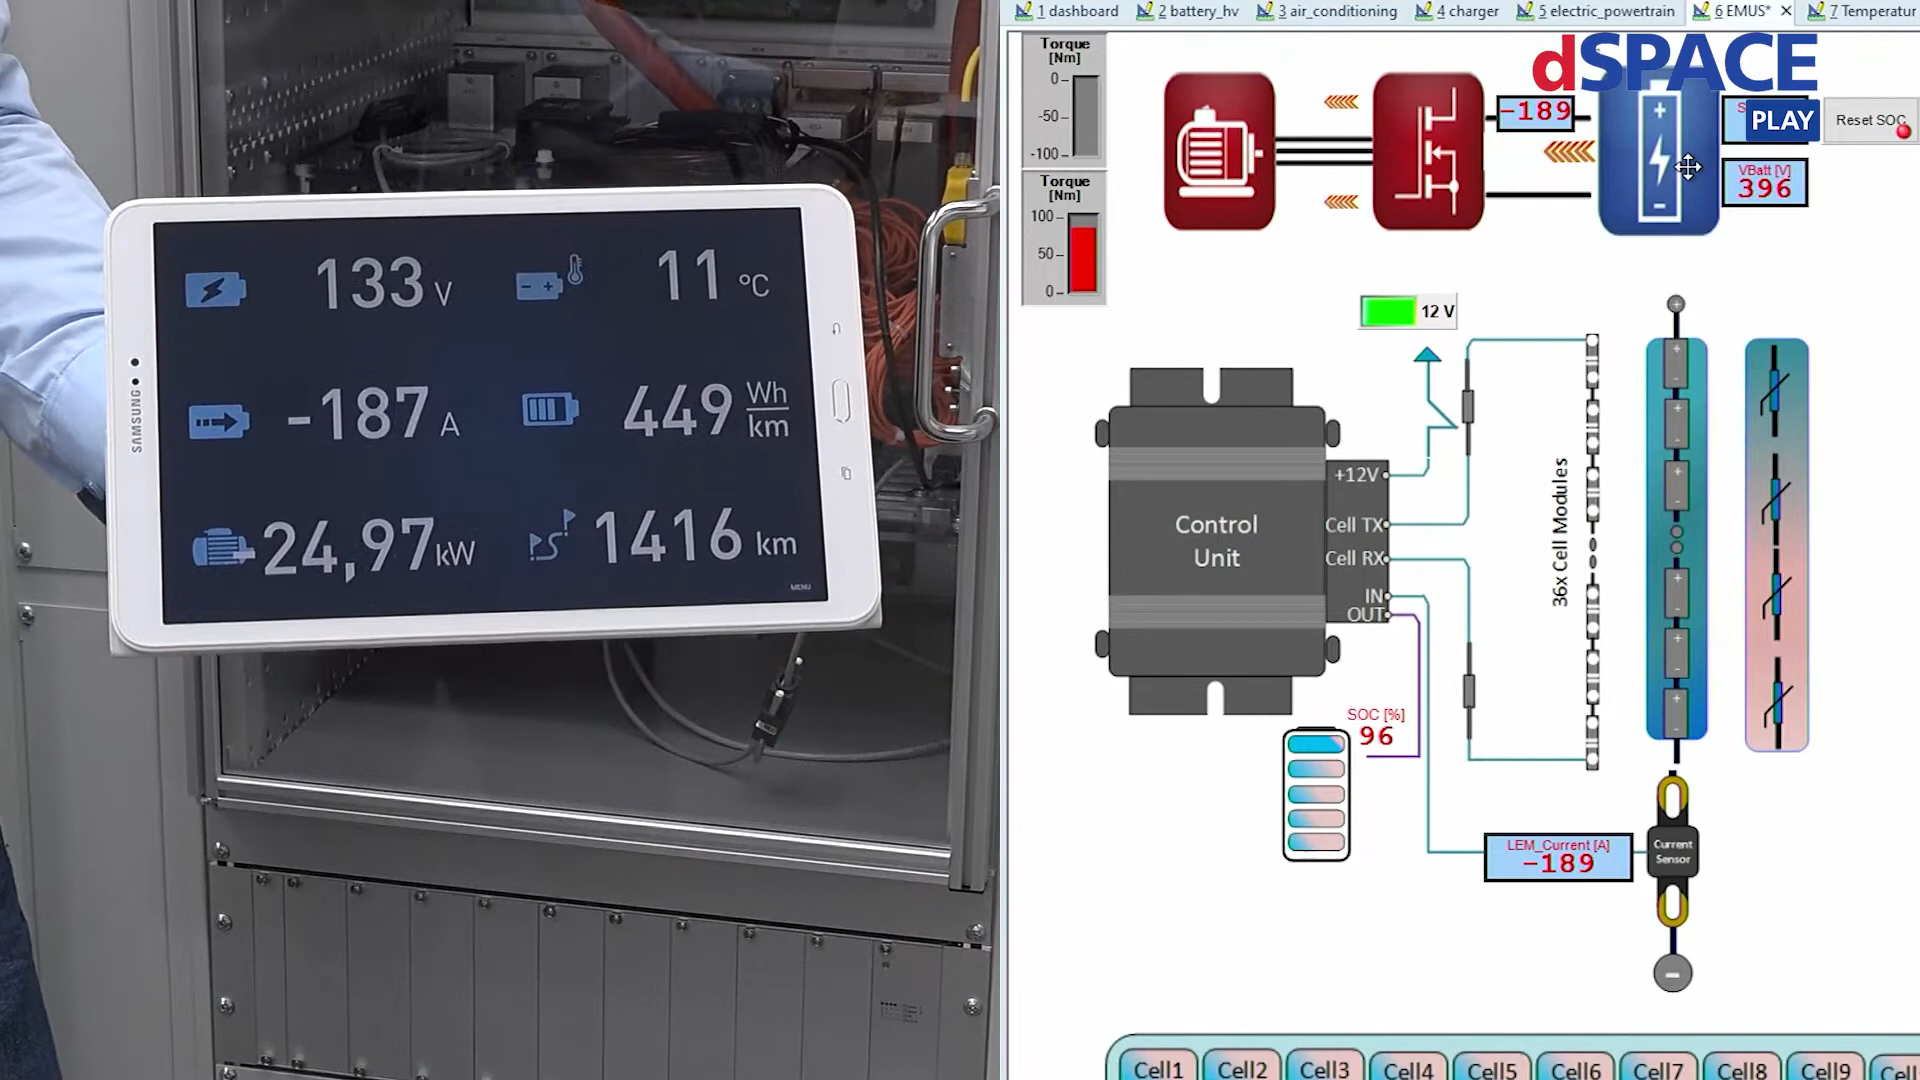 133 V
11 °C
-187 A
449 Wh
km
24,97 kW
1416 km
MENU
SAMSUNG
1 dashboard
2 battery_hv
3 air_conditioning
4 charger
5 electric_powertrain
6 EMUS*
7 Temperatur
dSPACE
PLAY
Torque
[Nm]
0
-50
-100
Torque
[Nm]
100
50
0
-189
Reset SOC
VBatt [V]
396
12 V
Control
Unit
+12V
Cell TX
Cell RX
IN
OUT
36x Cell Modules
SOC [%]
96
LEM_Current [A]
-189
Current
Sensor
Cell1
Cell2
Cell3
Cell4
Cell5
Cell6
Cell7
Cell8
Cell9